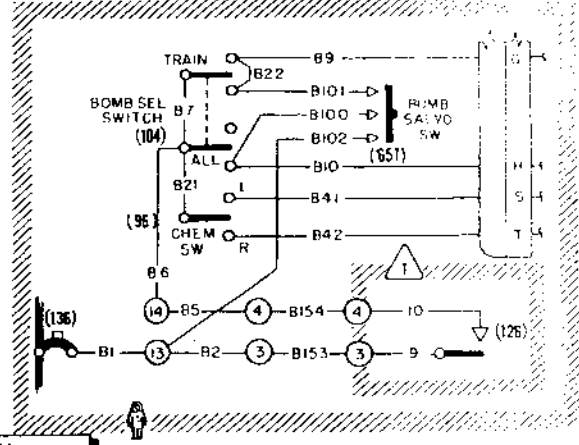 TRAIN
B9
G
B22
BOMB SEL
SWITCH
(104)
B7
B101
B100
B102
BOMB
SALVO
SW
(657)
ALL
B10
H
B21
L
B41
S
(96)
CHEM
SW
R
B42
T
B6
1
(136)
14
B5
4
B154
4
10
(126)
B1
13
B2
3
B153
3
9